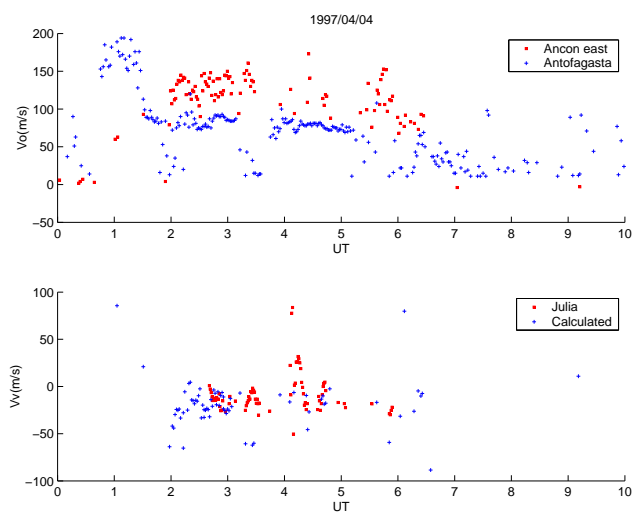 1997/04/04
200
150
100
50
0
−50
Vo(m/s)
Ancon east
Antofagasta
0 1 2 3 4 5 6 7 8 9 10
UT
100
50
0
−50
−100
Vv(m/s)
Julia
Calculated
0 1 2 3 4 5 6 7 8 9 10
UT